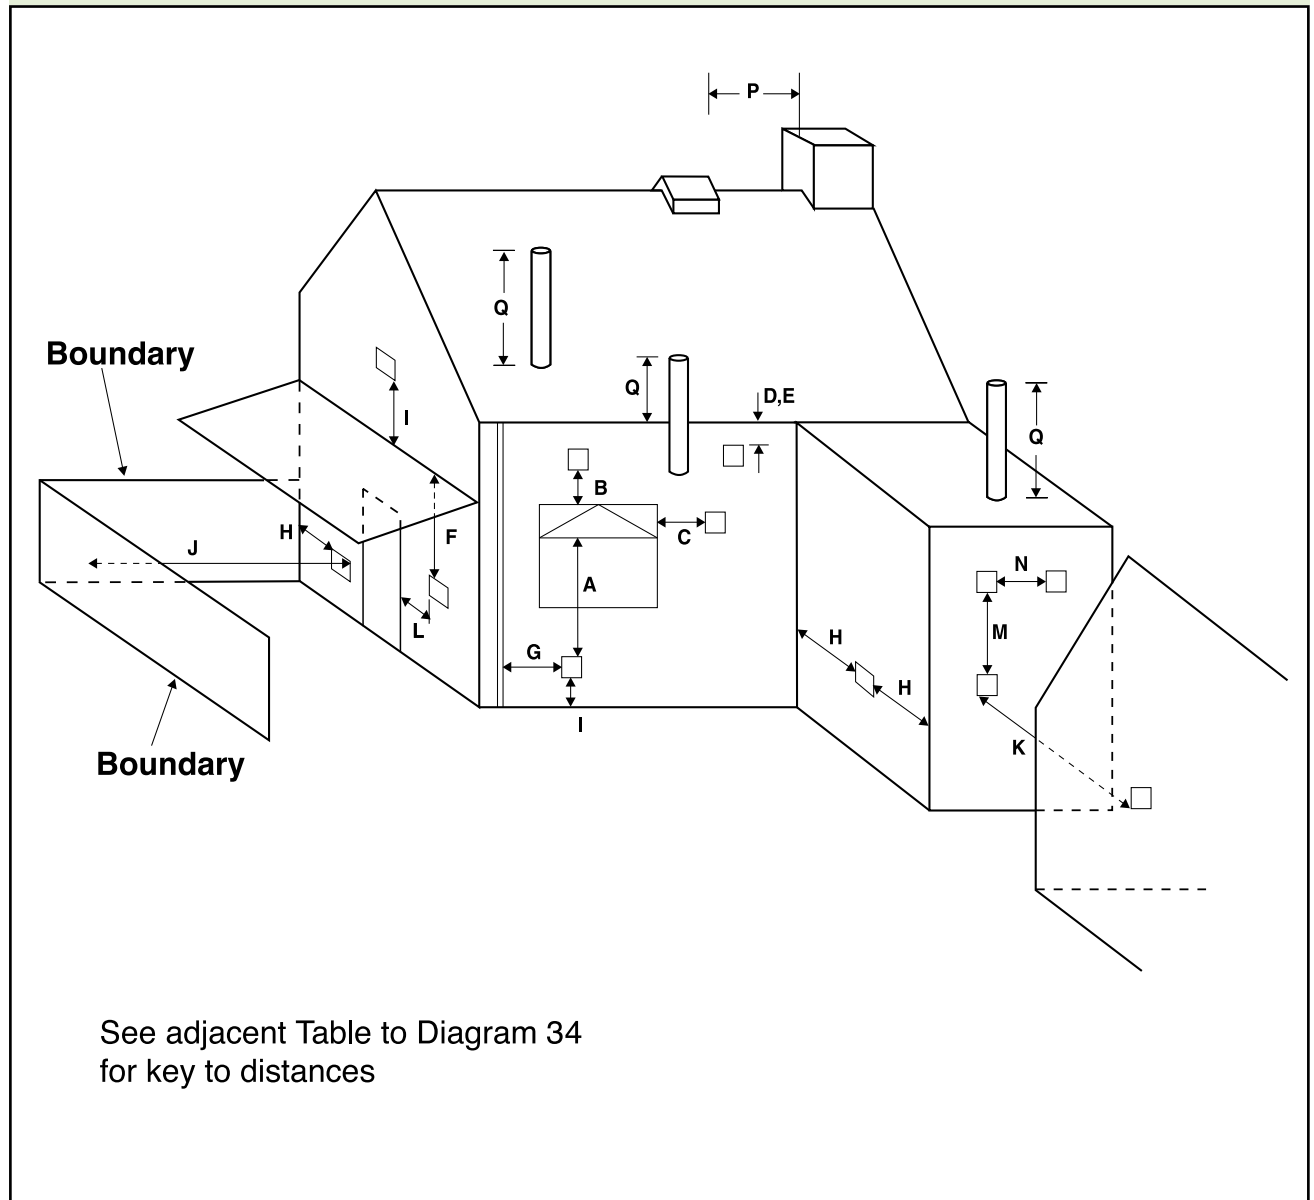 P
Q
Boundary
Q
D,E
I
Q
B
H
F
C
J
A
N
L
M
G
H
H
I
K
Boundary
See adjacent Table to Diagram 34
for key to distances